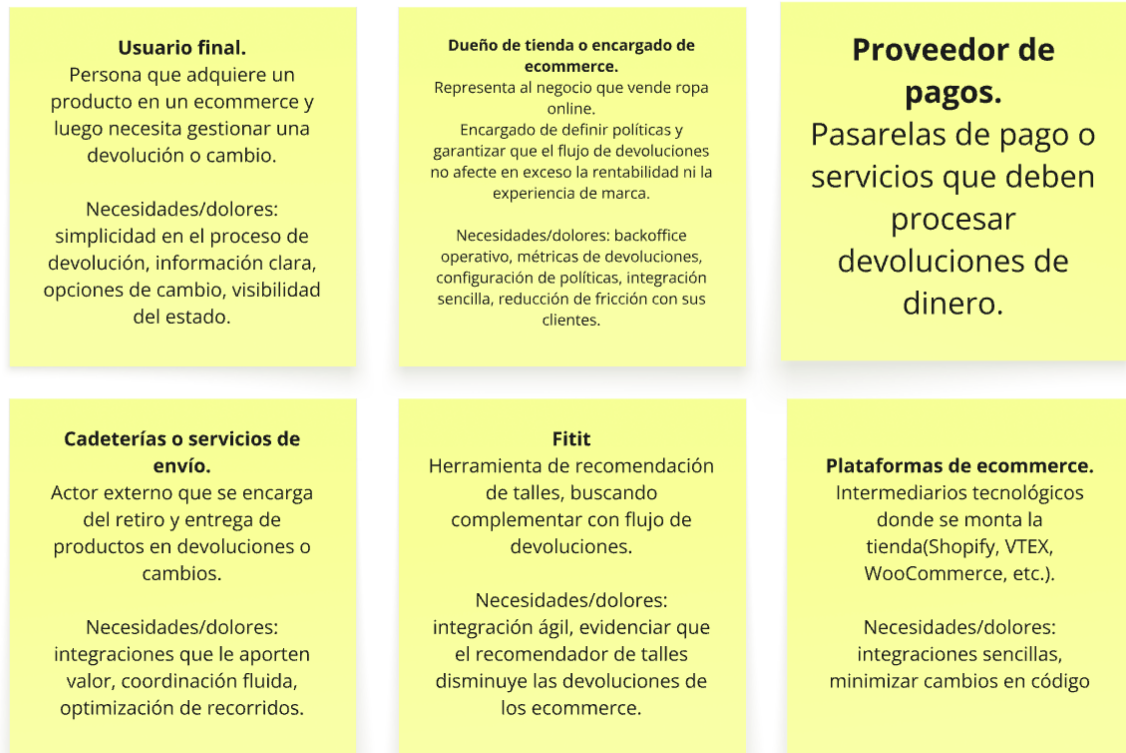 Usuario final.
Persona que adquiere un
producto en un ecommerce y
luego necesita gestionar una
devolución o cambio.
Necesidades/dolores:
simplicidad en el proceso de
devolución, información clara,
opciones de cambio, visibilidad
del estado.
Dueño de tienda o encargado de
ecommerce.
Representa al negocio que vende ropa
online.
Encargado de definir políticas y
garantizar que el flujo de devoluciones
no afecte en exceso la rentabilidad ni la
experiencia de marca.
Necesidades/dolores: backoffice
operativo, métricas de devoluciones,
configuración de políticas, integración
sencilla, reducción de fricción con sus
clientes.
Proveedor de
pagos.
Pasarelas de pago o
servicios que deben
procesar
devoluciones de
dinero.
Cadeterías o servicios de
envío.
Actor externo que se encarga
del retiro y entrega de
productos en devoluciones o
cambios.
Necesidades/dolores:
integraciones que le aporten
valor, coordinación fluida,
optimización de recorridos.
Fitit
Herramienta de recomendación
de talles, buscando
complementar con flujo de
devoluciones.
Necesidades/dolores:
integración ágil, evidenciar que
el recomendador de talles
disminuye las devoluciones de
los ecommerce.
Plataformas de ecommerce.
Intermediarios tecnológicos
donde se monta la
tienda(Shopify, VTEX,
WooCommerce, etc.).
Necesidades/dolores:
integraciones sencillas,
minimizar cambios en código